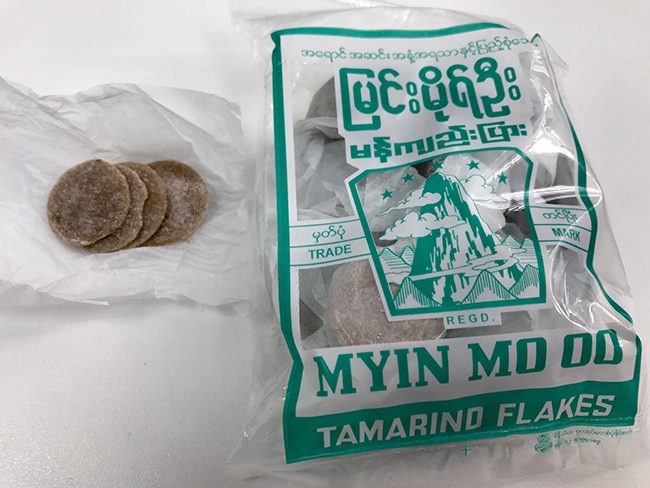 အရောင် အဆင်း အနံ့အရသာနှင့်ပြည့်စုံသော
မြင်းမိုရ်ဦး
မန်ကျည်းပြား
မှတ်ပုံ
တင်ပြီး
TRADE
MARK
REGD.
MYIN MO OO
TAMARIND FLAKES